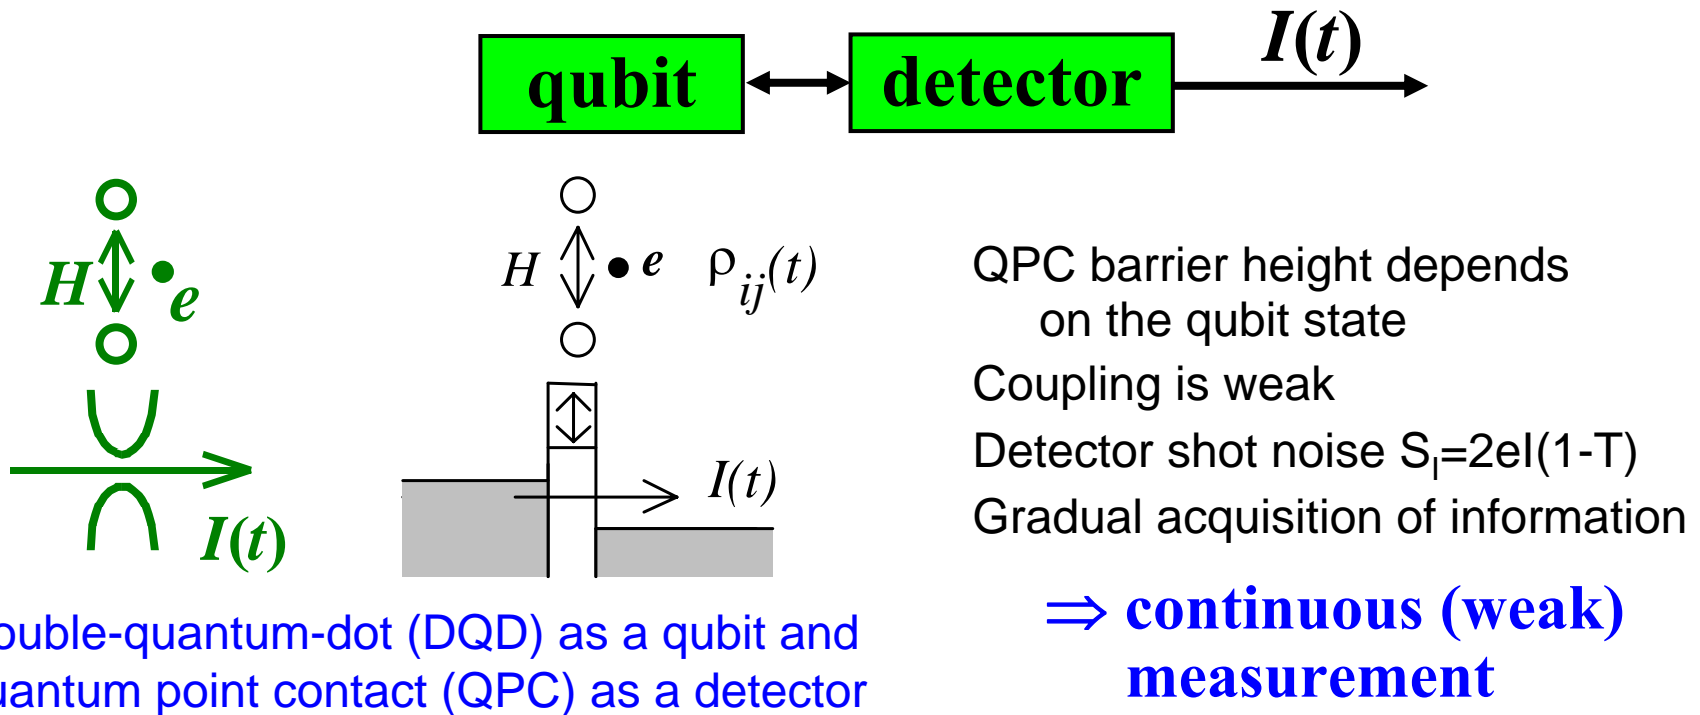 qubit detector I(t)
H e
I(t)
H e ρij(t)
I(t)
QPC barrier height depends
on the qubit state
Coupling is weak
Detector shot noise SI=2eI(1-T)
Gradual acquisition of information
⇒ continuous (weak)
measurement
ouble-quantum-dot (DQD) as a qubit and
uantum point contact (QPC) as a detector